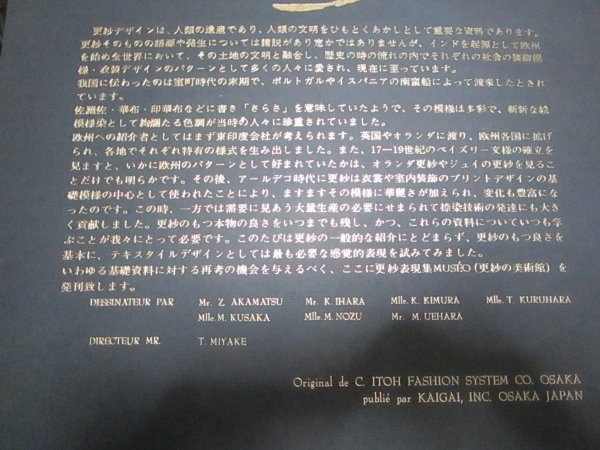 更紗デザインは、人類の遺産であり、人類の文明をひもとくあかしとして重要な資料であります。
更紗そのものの語源や発生については諸説があり定かではありませんが、インドを起源として欧州
を始め全世界において、その土地の文明と融合し、歴史の時の流れの内でそれぞれの社会の装飾模
様・衣裳デザインのパターンとして多くの人々に愛され、現在に至っています。
我国に伝わったのは室町時代の末期で、ポルトガルやイスパニアの南蛮船によって渡来したとされ
ています。
佐羅佐・華布・印華布などに書き「さらさ」を意味していたようで、その模様は多彩で、斬新な絵
模様染として絢爛たる色調が当時の人々に珍重されていました。
欧州への紹介者としてはまず東印度会社が考えられます。英国やオランダに渡り、欧州各国に拡げ
られ、各地でそれぞれ特有の様式を生み出しました。また、17―19世紀のペイズリー文様の確立を
見ますと、いかに欧州のパターンとして好まれていたかは、オランダ更紗やジュイの更紗を見るこ
とだけでも明らかです。その後、アールデコ時代に更紗は衣裳や室内装飾のプリントデザインの基
礎模様の中心として使われたことにより、ますますその模様に華麗さが加えられ、変化も豊富にな
ったのです。この時、一方では需要に見あう大量生産の必要にせまられて捺染技術の発達にも大き
く貢献しました。更紗のもつ本物の良さをいつまでも残し、かつ、これらの資料についていつも学
ぶことが我々にとって必要です。このたびは更紗の一般的な紹介にとどまらず、更紗のもつ良さを
基本に、テキスタイルデザインとしては最も必要な感覚的表現を試みてみました。
いわゆる基礎資料に対する再考の機会を与えるべく、ここに更紗表現集MUSÉO(更紗の美術館)を
発刊致します。
DESSINATEUR PAR Mr. Z. AKAMATSU Mr. K. IHARA Mlle. K. KIMURA Mlle. T. KURUHARA
Mlle. M. KUSAKA Mlle. M. NOZU Mr. M. UEHARA
DIRECTEUR MR. T. MIYAKE
Original de C. ITOH FASHION SYSTEM CO. OSAKA
publié par KAIGAI, INC. OSAKA JAPAN